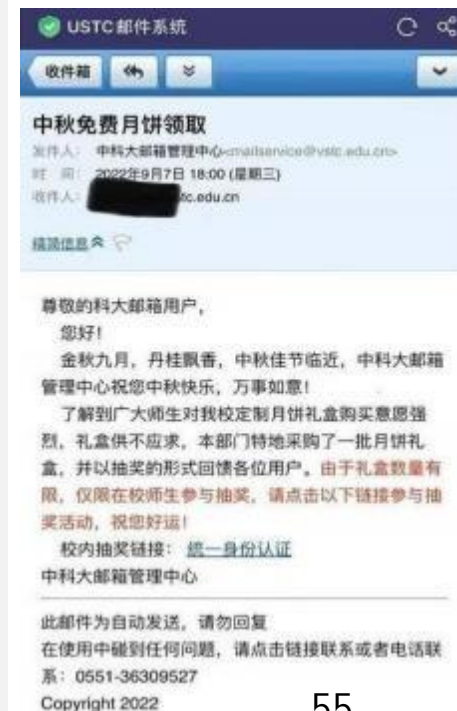 USTC邮件系统
收件箱
中秋免费月饼领取
发件人： 中科大邮箱管理中心<mailservice@vstc.edu.cn>
时 间： 2022年9月7日 18:00 (星期三)
收件人： tc.edu.cn
精简信息
尊敬的科大邮箱用户，
您好！
金秋九月，丹桂飘香，中秋佳节临近，中科大邮箱
管理中心祝您中秋快乐，万事如意！
了解到广大师生对我校定制月饼礼盒购买意愿强
烈，礼盒供不应求，本部门特地采购了一批月饼礼
盒，并以抽奖的形式回馈各位用户。由于礼盒数量有
限，仅限在校师生参与抽奖，请点击以下链接参与抽
奖活动，祝您好运！
校内抽奖链接： 统一身份认证
中科大邮箱管理中心
此邮件为自动发送，请勿回复
在使用中碰到任何问题，请点击链接联系或者电话联
系：0551-36309527
Copyright 2022
55